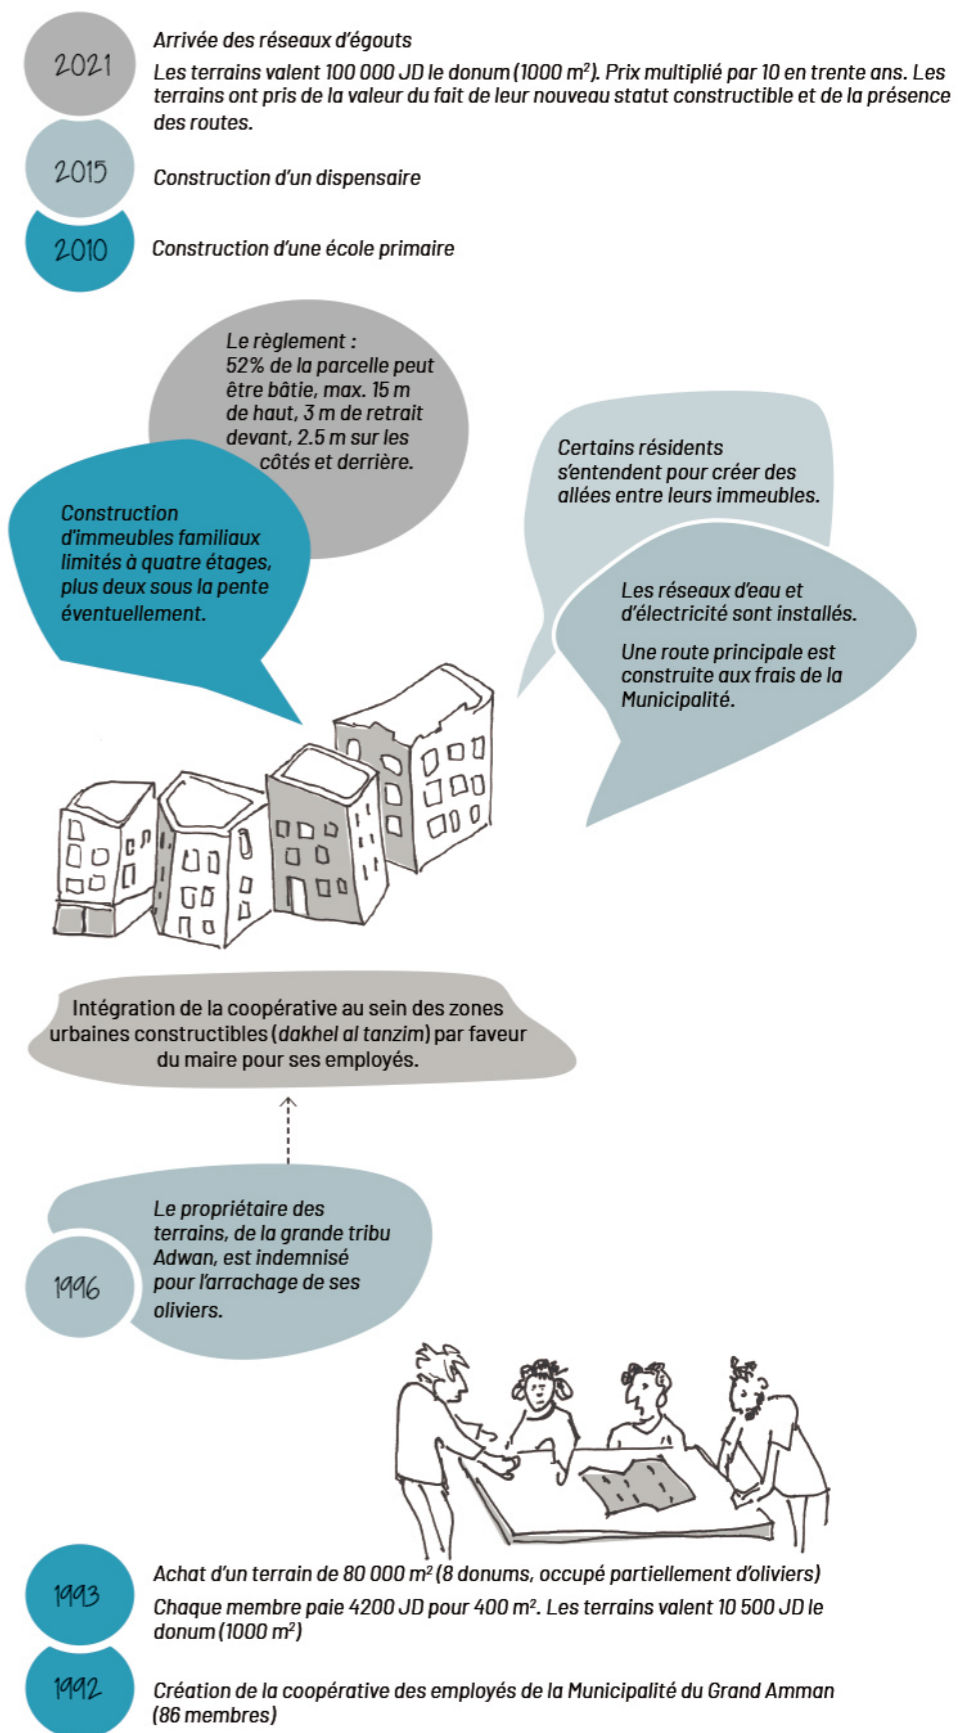 2021
Arrivée des réseaux d'égouts
Les terrains valent 100 000 JD le donum (1000 m²). Prix multiplié par 10 en trente ans. Les
terrains ont pris de la valeur du fait de leur nouveau statut constructible et de la présence
des routes.
2015
Construction d'un dispensaire
2010
Construction d'une école primaire
Le règlement :
52% de la parcelle peut
être bâtie, max. 15 m
de haut, 3 m de retrait
devant, 2.5 m sur les
côtés et derrière.
Construction
d'immeubles familiaux
limités à quatre étages,
plus deux sous la pente
éventuellement.
Certains résidents
s'entendent pour créer des
allées entre leurs immeubles.
Les réseaux d'eau et
d'électricité sont installés.
Une route principale est
construite aux frais de la
Municipalité.
Intégration de la coopérative au sein des zones
urbaines constructibles (dakhel al tanzim) par faveur
du maire pour ses employés.
1996
Le propriétaire des
terrains, de la grande tribu
Adwan, est indemnisé
pour l'arrachage de ses
oliviers.
1993
Achat d'un terrain de 80 000 m² (8 donums, occupé partiellement d'oliviers)
Chaque membre paie 4200 JD pour 400 m². Les terrains valent 10 500 JD le
donum (1000 m²)
1992
Création de la coopérative des employés de la Municipalité du Grand Amman
(86 membres)